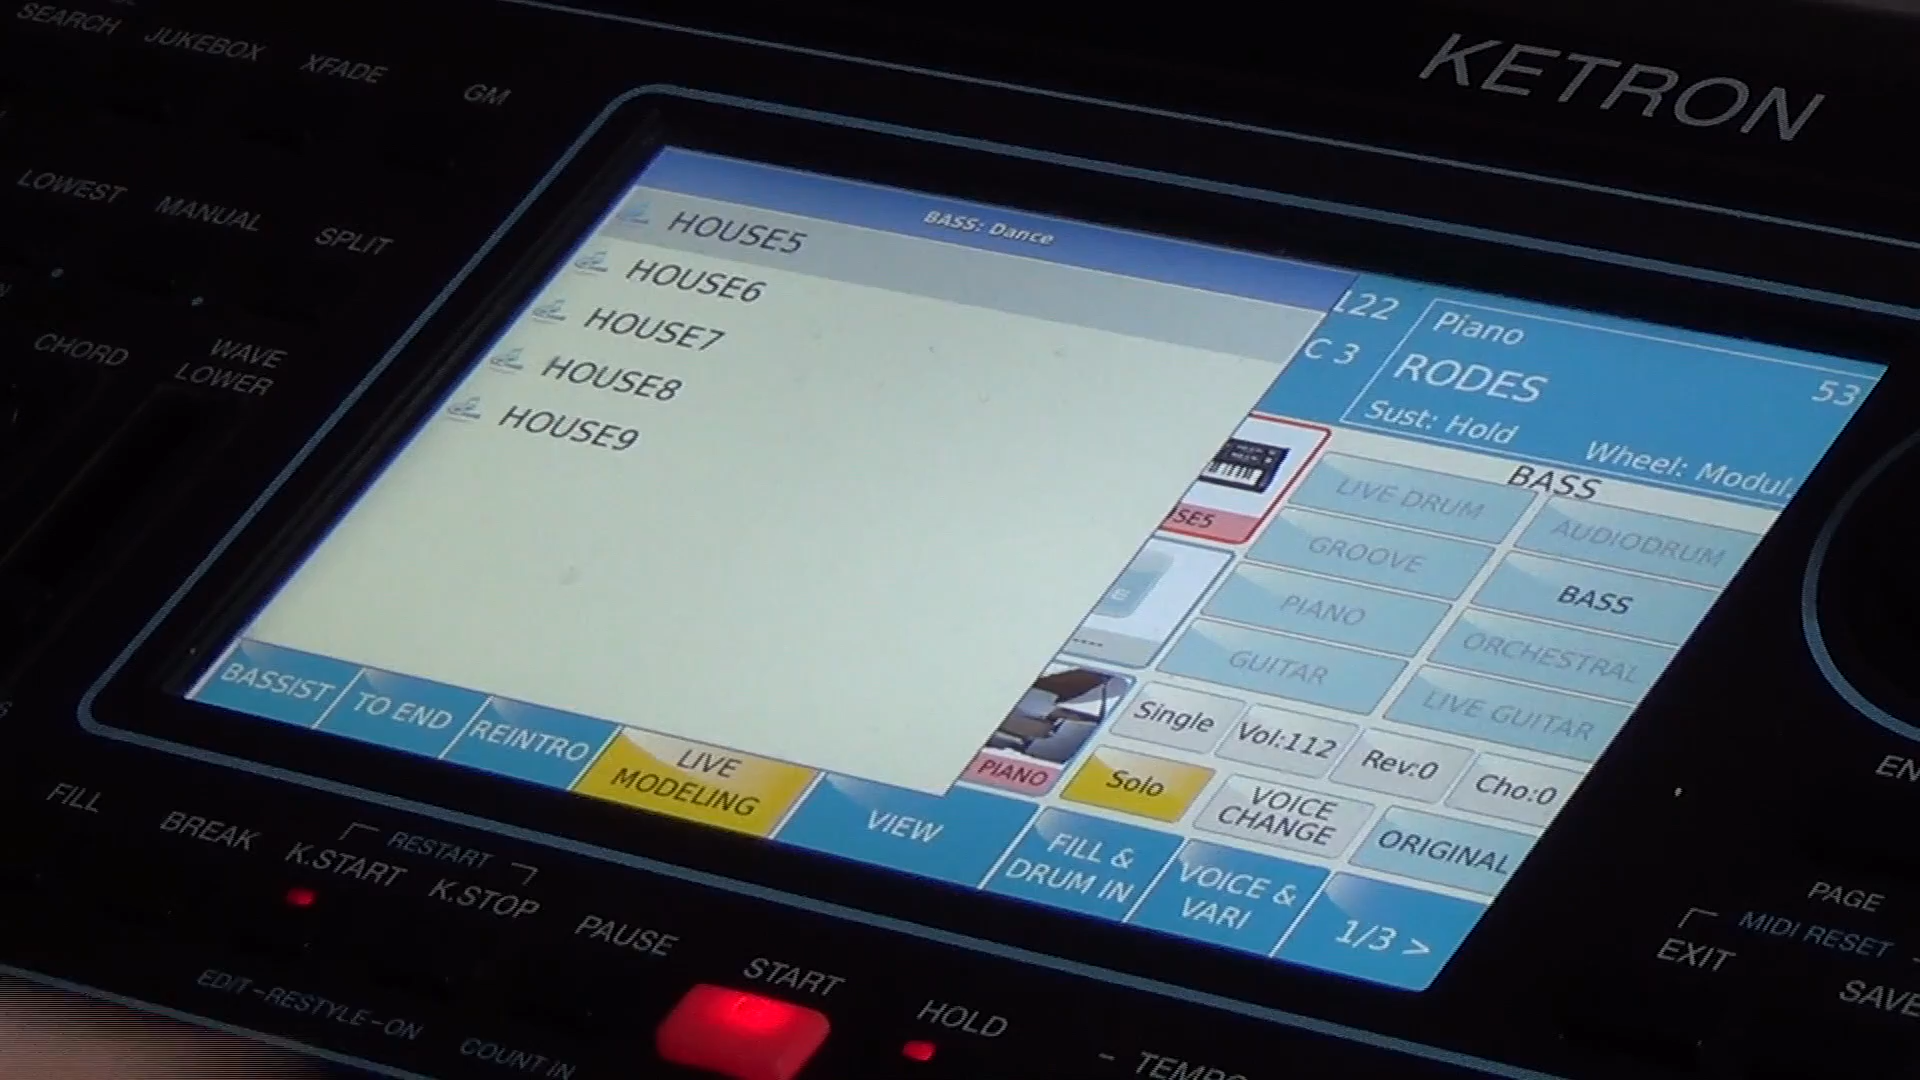 SEARCH
JUKEBOX
XFADE
GM
KETRON
LOWEST
MANUAL
SPLIT
CHORD
WAVE
LOWER
BASS: Dance
HOUSE5
HOUSE6
HOUSE7
HOUSE8
HOUSE9
C 3
Piano
RODES
53
Sust: Hold
Wheel: Modul.
BASS
LIVE DRUM
AUDIODRUM
GROOVE
BASS
PIANO
ORCHESTRAL
GUITAR
LIVE GUITAR
SE5
E
----
PIANO
Single
Vol:112
Rev:0
Cho:0
Solo
VOICE
CHANGE
ORIGINAL
BASSIST
TO END
REINTRO
LIVE
MODELING
VIEW
FILL &
DRUM IN
VOICE &
VARI
1/3 >
FILL
BREAK
RESTART
K.START
K.STOP
PAUSE
START
HOLD
EDIT-RESTYLE-ON
COUNT IN
- TEMPO
PAGE
MIDI RESET
EXIT
SAVE